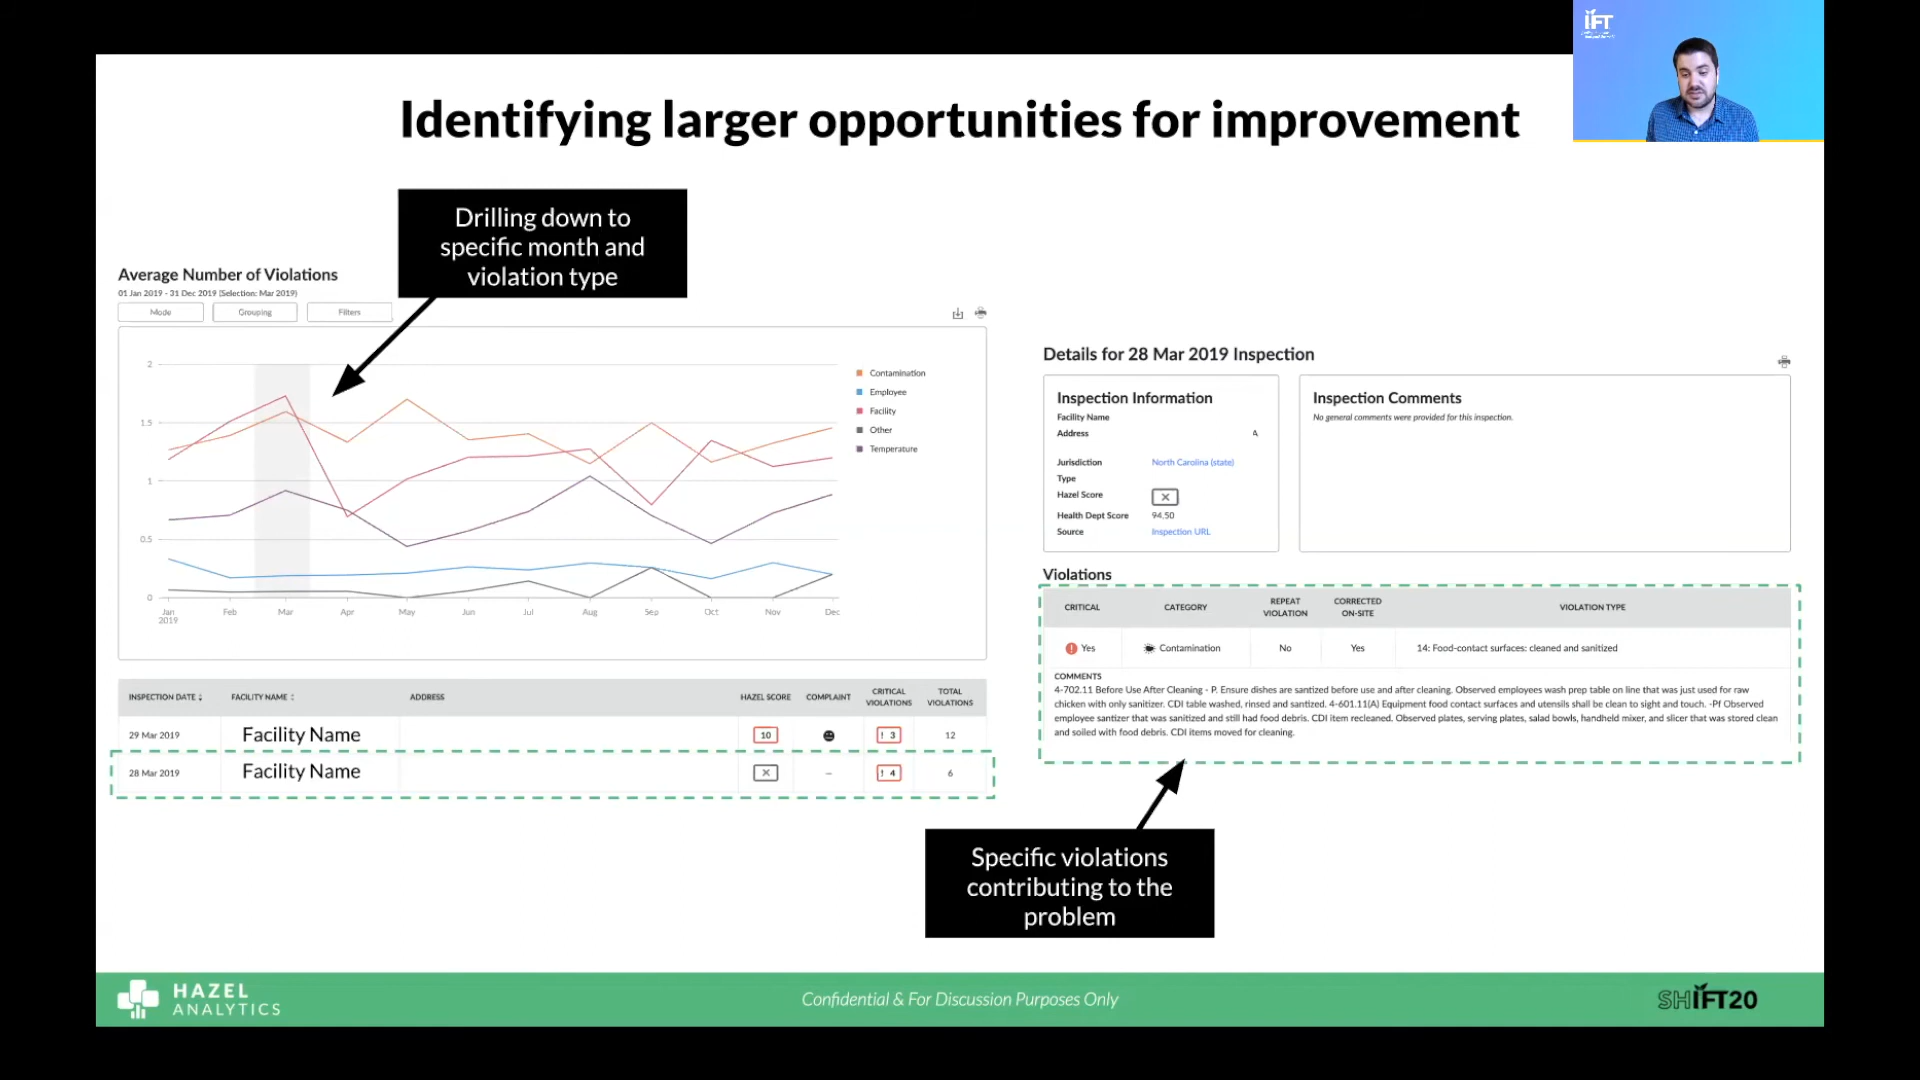 IFT
Identifying larger opportunities for improvement
Drilling down to
specific month and
violation type
Average Number of Violations
01 Jan 2019 - 31 Dec 2019 (Selection: Mar 2019)
Mode
Grouping
Filters
2
1.5
1
0.5
0
Jan
2019
Feb
Mar
Apr
May
Jun
Jul
Aug
Sep
Oct
Nov
Dec
Contamination
Employee
Facility
Other
Temperature
INSPECTION DATE FACILITY NAME ADDRESS HAZEL SCORE COMPLAINT CRITICAL VIOLATIONS TOTAL VIOLATIONS
29 Mar 2019 Facility Name 10 ! 3 12
28 Mar 2019 Facility Name X – ! 4 6
Details for 28 Mar 2019 Inspection
Inspection Information
Facility Name
Address A
Jurisdiction North Carolina (state)
Type
Hazel Score X
Health Dept Score 94.50
Source Inspection URL
Inspection Comments
No general comments were provided for this inspection.
Violations
CRITICAL CATEGORY REPEAT VIOLATION CORRECTED ON-SITE VIOLATION TYPE
! Yes Contamination No Yes 14: Food-contact surfaces: cleaned and sanitized
COMMENTS
4-702.11 Before Use After Cleaning - P. Ensure dishes are santized before use and after cleaning. Observed employees wash prep table on line that was just used for raw
chicken with only sanitizer. CDI table washed, rinsed and santized. 4-601.11(A) Equipment food contact surfaces and utensils shall be clean to sight and touch. -Pf Observed
employee santizer that was sanitized and still had food debris. CDI item recleaned. Observed plates, serving plates, salad bowls, handheld mixer, and slicer that was stored clean
and soiled with food debris. CDI items moved for cleaning.
Specific violations
contributing to the
problem
HAZEL
ANALYTICS
Confidential & For Discussion Purposes Only
SHIFT20